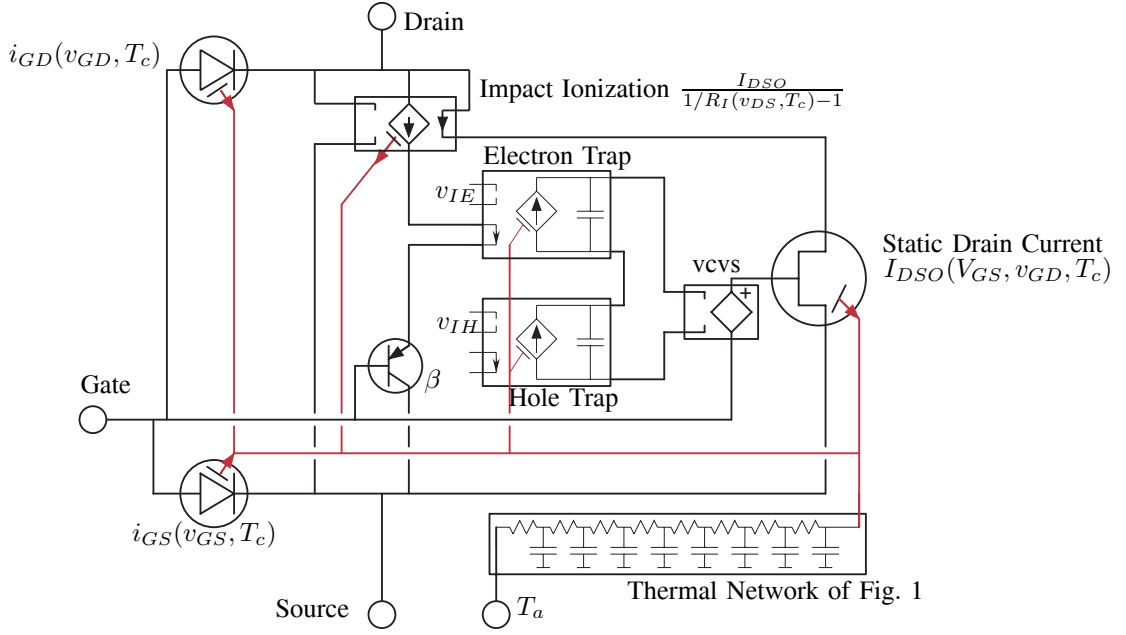 Drain
i_{GD}(v_{GD}, T_c)
Impact Ionization \frac{I_{DSO}}{1/R_I(v_{DS},T_c)-1}
Electron Trap
v_{IE}
Static Drain Current
I_{DSO}(V_{GS}, v_{GD}, T_c)
vcvs
+
v_{IH}
β
Gate
Hole Trap
i_{GS}(v_{GS}, T_c)
Thermal Network of Fig. 1
Source
T_a